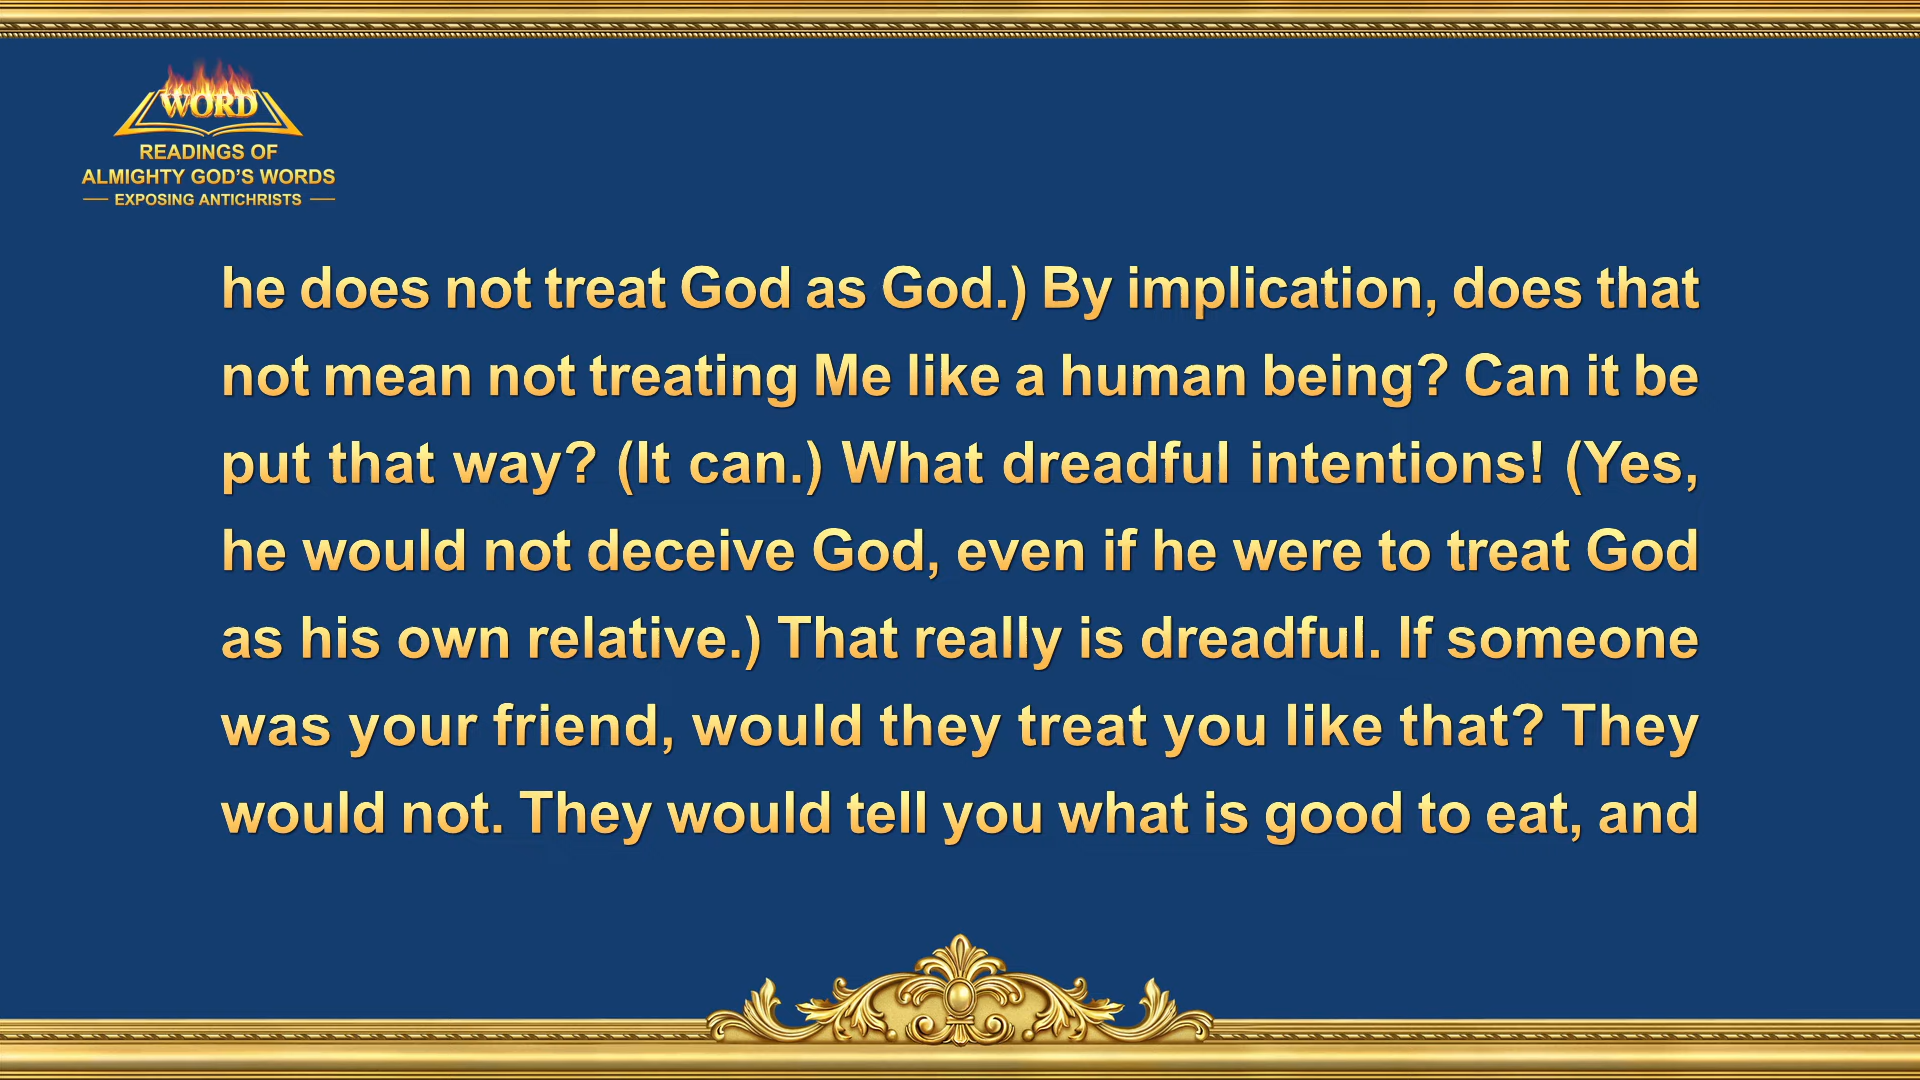 WORD
READINGS OF
ALMIGHTY GOD'S WORDS
EXPOSING ANTICHRISTS
he does not treat God as God.) By implication, does that
not mean not treating Me like a human being? Can it be
put that way? (It can.) What dreadful intentions! (Yes,
he would not deceive God, even if he were to treat God
as his own relative.) That really is dreadful. If someone
was your friend, would they treat you like that? They
would not. They would tell you what is good to eat, and